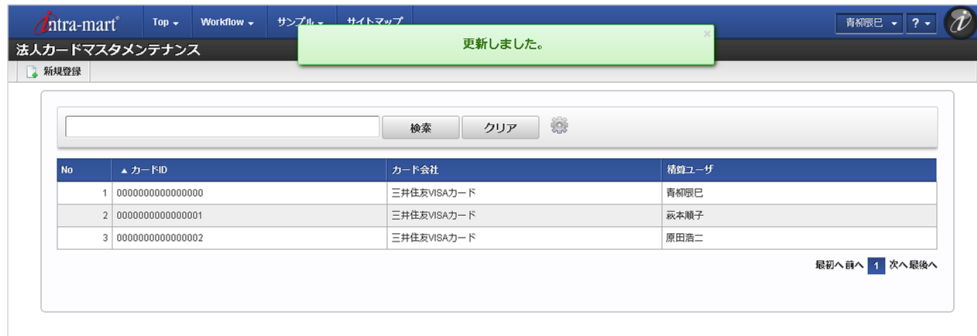 intra-mart Top Workflow サンプル サイトマップ 青柳辰巳 ?
更新しました。
×
法人カードマスタメンテナンス
新規登録
検索 クリア
No ▲ カードID カード会社 積算ユーザ
1 0000000000000000 三井住友VISAカード 青柳辰巳
2 0000000000000001 三井住友VISAカード 萩本順子
3 0000000000000002 三井住友VISAカード 原田浩二
最初へ 前へ 1 次へ 最後へ